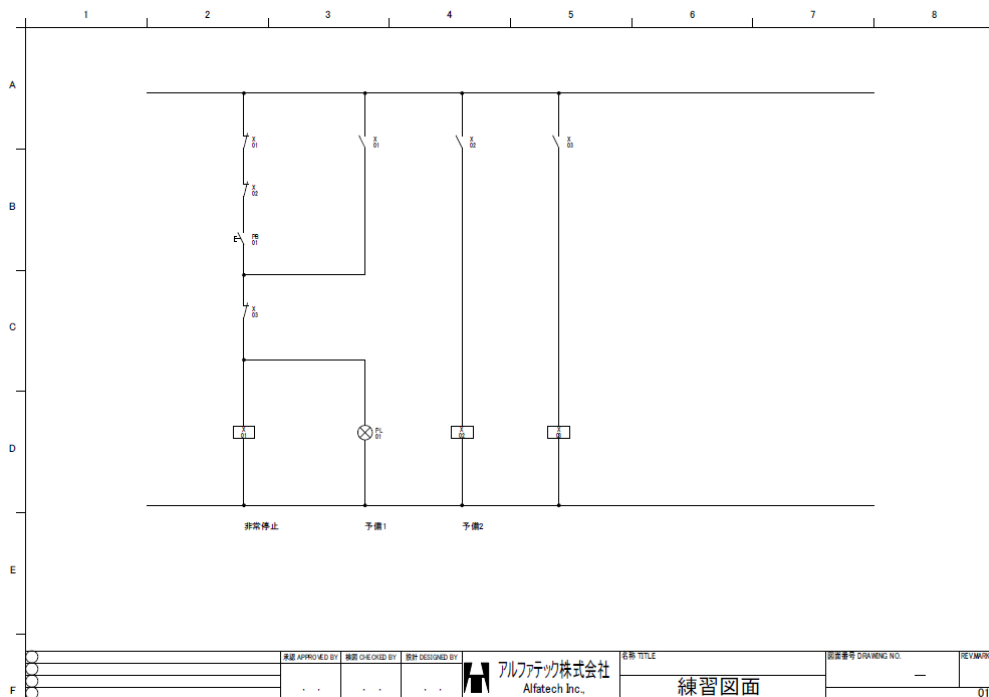 1 2 3 4 5 6 7 8
A
B
C
D
E
F
X
01
X
01
X
02
X
03
X
02
PB
01
X
03
X
01
PL
01
X
02
X
03
非常停止
予備1
予備2
承認 APPROVED BY
検図 CHECKED BY
設計 DESIGNED BY
アルファテック株式会社
Alfatech Inc.,
名称 TITLE
練習図面
図面番号 DRAWING NO.
—
REV.MARK
01